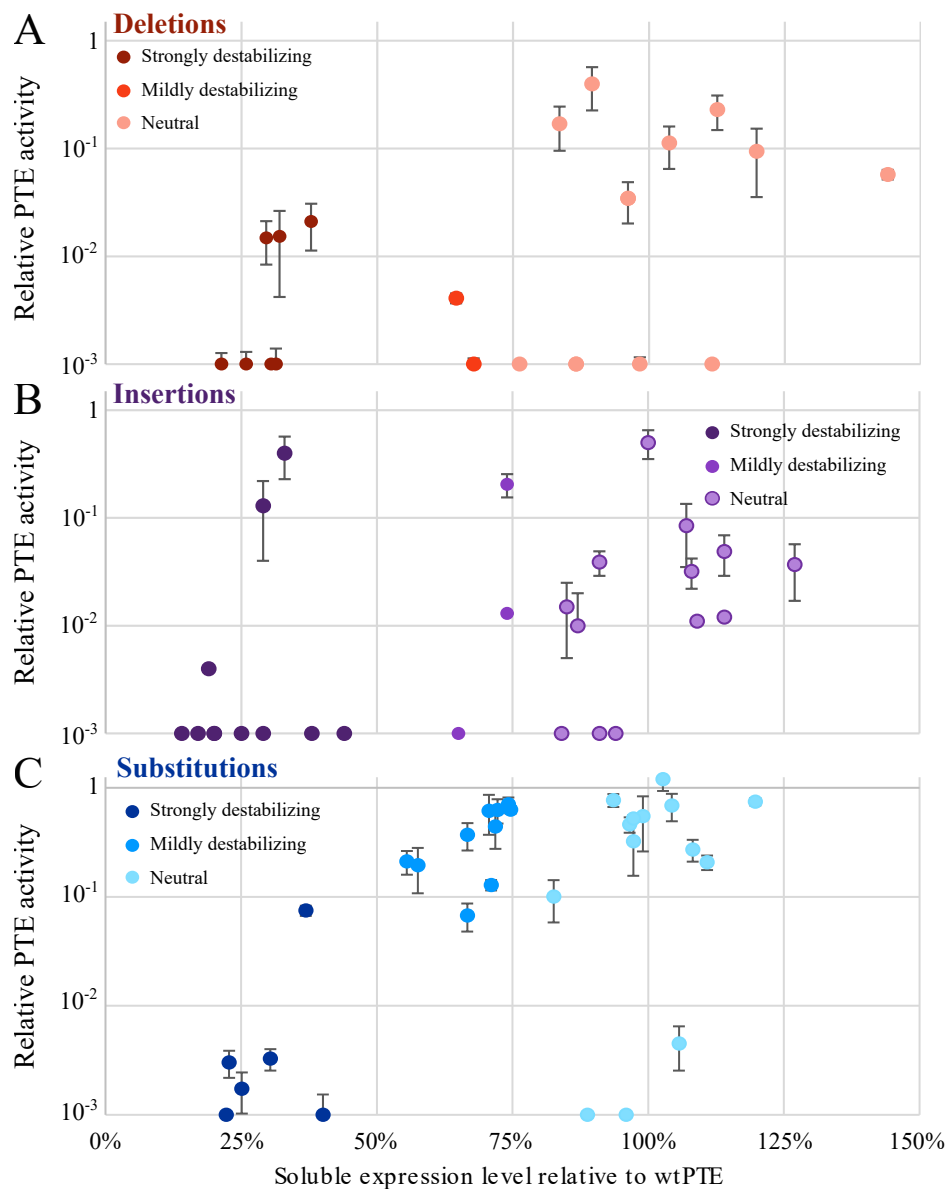 A
Deletions
Strongly destabilizing
Mildly destabilizing
Neutral
Relative PTE activity
1
10-1
10-2
10-3
B
Insertions
Strongly destabilizing
Mildly destabilizing
Neutral
Relative PTE activity
1
10-1
10-2
10-3
C
Substitutions
Strongly destabilizing
Mildly destabilizing
Neutral
Relative PTE activity
1
10-1
10-2
10-3
0% 25% 50% 75% 100% 125% 150%
Soluble expression level relative to wtPTE